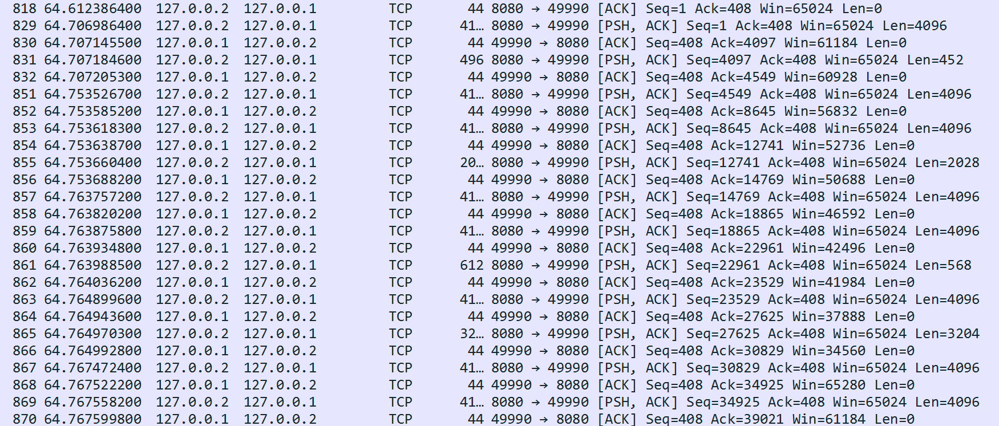 818 64.612386400 127.0.0.2 127.0.0.1 TCP 44 8080 → 49990 [ACK] Seq=1 Ack=408 Win=65024 Len=0
829 64.706986400 127.0.0.2 127.0.0.1 TCP 41… 8080 → 49990 [PSH, ACK] Seq=1 Ack=408 Win=65024 Len=4096
830 64.707145500 127.0.0.1 127.0.0.2 TCP 44 49990 → 8080 [ACK] Seq=408 Ack=4097 Win=61184 Len=0
831 64.707184600 127.0.0.2 127.0.0.1 TCP 496 8080 → 49990 [PSH, ACK] Seq=4097 Ack=408 Win=65024 Len=452
832 64.707205300 127.0.0.1 127.0.0.2 TCP 44 49990 → 8080 [ACK] Seq=408 Ack=4549 Win=60928 Len=0
851 64.753526700 127.0.0.2 127.0.0.1 TCP 41… 8080 → 49990 [PSH, ACK] Seq=4549 Ack=408 Win=65024 Len=4096
852 64.753585200 127.0.0.1 127.0.0.2 TCP 44 49990 → 8080 [ACK] Seq=408 Ack=8645 Win=56832 Len=0
853 64.753618300 127.0.0.2 127.0.0.1 TCP 41… 8080 → 49990 [PSH, ACK] Seq=8645 Ack=408 Win=65024 Len=4096
854 64.753638700 127.0.0.1 127.0.0.2 TCP 44 49990 → 8080 [ACK] Seq=408 Ack=12741 Win=52736 Len=0
855 64.753660400 127.0.0.2 127.0.0.1 TCP 20… 8080 → 49990 [PSH, ACK] Seq=12741 Ack=408 Win=65024 Len=2028
856 64.753688200 127.0.0.1 127.0.0.2 TCP 44 49990 → 8080 [ACK] Seq=408 Ack=14769 Win=50688 Len=0
857 64.763757200 127.0.0.2 127.0.0.1 TCP 41… 8080 → 49990 [PSH, ACK] Seq=14769 Ack=408 Win=65024 Len=4096
858 64.763820200 127.0.0.1 127.0.0.2 TCP 44 49990 → 8080 [ACK] Seq=408 Ack=18865 Win=46592 Len=0
859 64.763875800 127.0.0.2 127.0.0.1 TCP 41… 8080 → 49990 [PSH, ACK] Seq=18865 Ack=408 Win=65024 Len=4096
860 64.763934800 127.0.0.1 127.0.0.2 TCP 44 49990 → 8080 [ACK] Seq=408 Ack=22961 Win=42496 Len=0
861 64.763988500 127.0.0.2 127.0.0.1 TCP 612 8080 → 49990 [PSH, ACK] Seq=22961 Ack=408 Win=65024 Len=568
862 64.764036200 127.0.0.1 127.0.0.2 TCP 44 49990 → 8080 [ACK] Seq=408 Ack=23529 Win=41984 Len=0
863 64.764899600 127.0.0.2 127.0.0.1 TCP 41… 8080 → 49990 [PSH, ACK] Seq=23529 Ack=408 Win=65024 Len=4096
864 64.764943600 127.0.0.1 127.0.0.2 TCP 44 49990 → 8080 [ACK] Seq=408 Ack=27625 Win=37888 Len=0
865 64.764970300 127.0.0.2 127.0.0.1 TCP 32… 8080 → 49990 [PSH, ACK] Seq=27625 Ack=408 Win=65024 Len=3204
866 64.764992800 127.0.0.1 127.0.0.2 TCP 44 49990 → 8080 [ACK] Seq=408 Ack=30829 Win=34560 Len=0
867 64.767472400 127.0.0.2 127.0.0.1 TCP 41… 8080 → 49990 [PSH, ACK] Seq=30829 Ack=408 Win=65024 Len=4096
868 64.767522200 127.0.0.1 127.0.0.2 TCP 44 49990 → 8080 [ACK] Seq=408 Ack=34925 Win=65280 Len=0
869 64.767558200 127.0.0.2 127.0.0.1 TCP 41… 8080 → 49990 [PSH, ACK] Seq=34925 Ack=408 Win=65024 Len=4096
870 64.767599800 127.0.0.1 127.0.0.2 TCP 44 49990 → 8080 [ACK] Seq=408 Ack=39021 Win=61184 Len=0